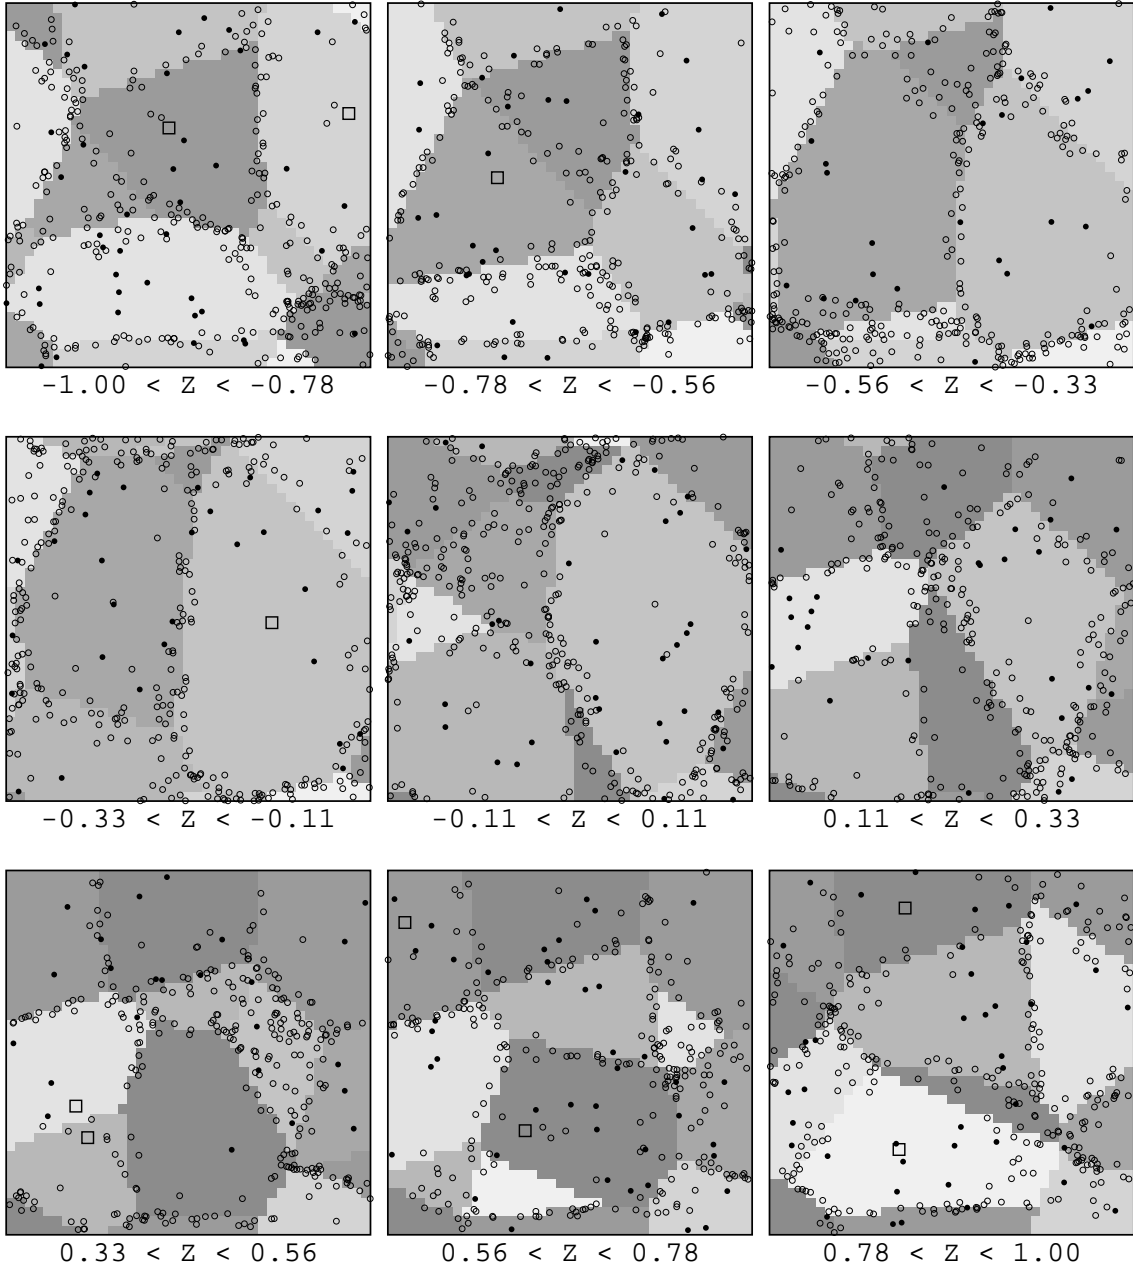 -1.00 < Z < -0.78
-0.78 < Z < -0.56
-0.56 < Z < -0.33
-0.33 < Z < -0.11
-0.11 < Z < 0.11
0.11 < Z < 0.33
0.33 < Z < 0.56
0.56 < Z < 0.78
0.78 < Z < 1.00